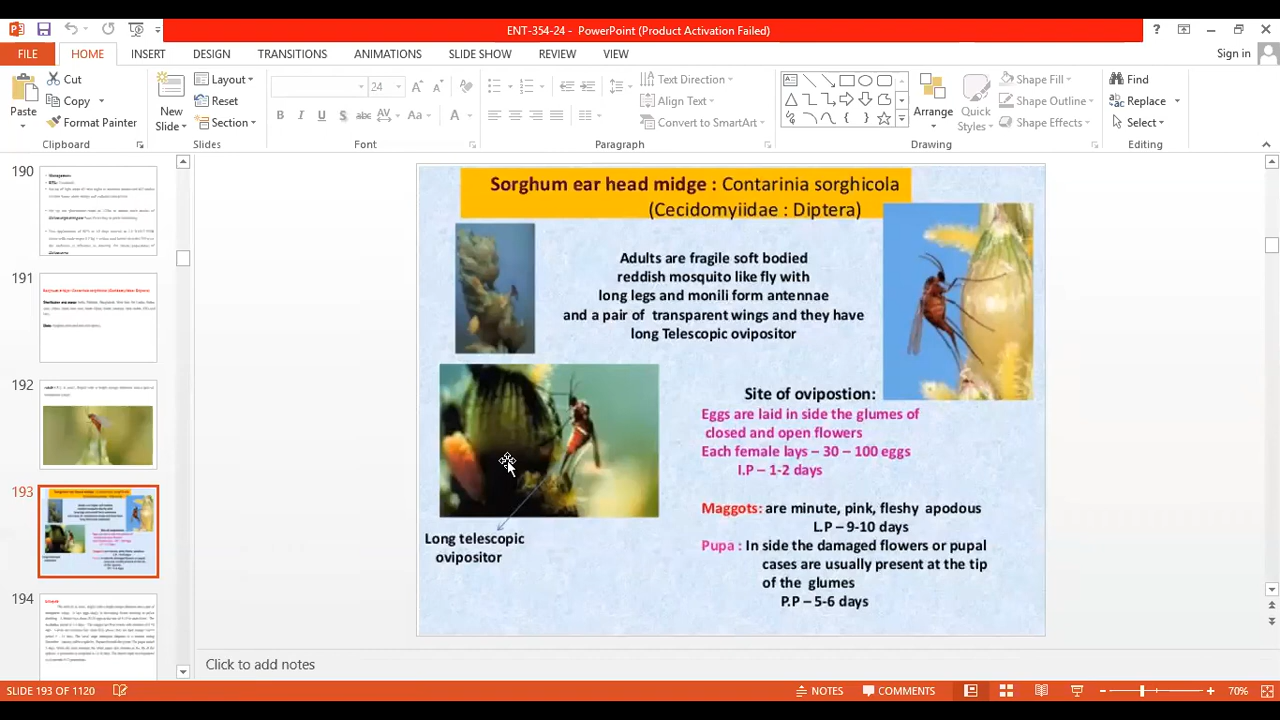 ENT-354-24 - PowerPoint (Product Activation Failed)
FILE HOME INSERT DESIGN TRANSITIONS ANIMATIONS SLIDE SHOW REVIEW VIEW Sign in
Paste
Cut
Copy
Format Painter
Clipboard
New
Slide
Layout
Reset
Section
Slides
24
Font
Text Direction
Align Text
Convert to SmartArt
Paragraph
Arrange
Quick
Styles
Shape Fill
Shape Outline
Shape Effects
Drawing
Find
Replace
Select
Editing
190
191
192
193
194
Sorghum ear head midge : Contarinia sorghicola
(Cecidomyiidae : Diptera)
Adults are fragile soft bodied
reddish mosquito like fly with
long legs and monili form antennae
and a pair of transparent wings and they have
long Telescopic ovipositor
Site of ovipostion:
Eggs are laid in side the glumes of
closed and open flowers
Each female lays – 30 – 100 eggs
I.P – 1-2 days
Maggots: are minute, pink, fleshy apodous
L.P – 9-10 days
Pupa : In side the damaged flowers or pupal
cases are usually present at the tip
of the glumes
P.P – 5-6 days
Long telescopic
ovipositor
Click to add notes
SLIDE 193 OF 1120 NOTES COMMENTS 70%